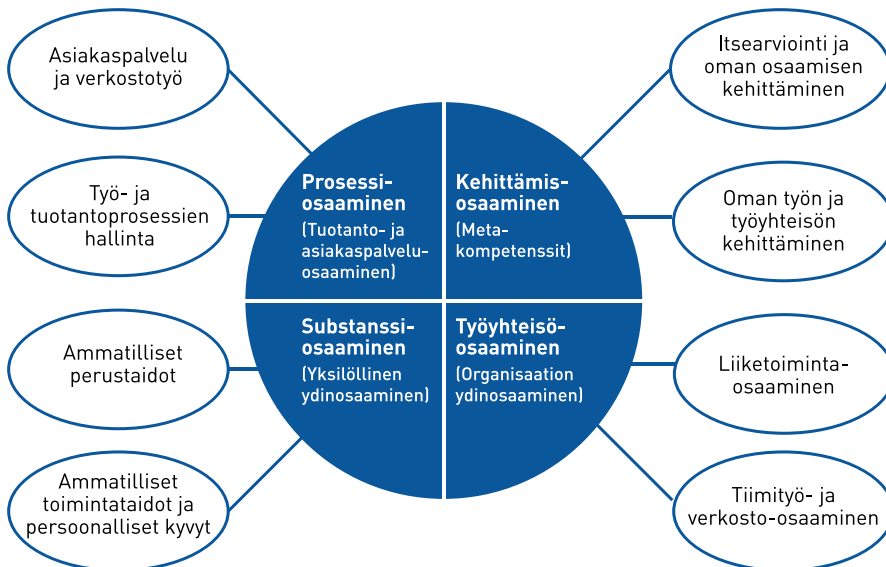 Asiakaspalvelu
ja verkostotyö
Työ- ja
tuotantoprosessien
hallinta
Ammatilliset
perustaidot
Ammatilliset
toimintataidot ja
persoonalliset kyvyt
Prosessi-
osaaminen
(Tuotanto- ja
asiakaspalvelu-
osaaminen)
Kehittämis-
osaaminen
(Meta-
kompetenssit)
Substanssi-
osaaminen
(Yksilöllinen
ydinosaaminen)
Työyhteisö-
osaaminen
(Organisaation
ydinosaaminen)
Itsearviointi ja
oman osaamisen
kehittäminen
Oman työn ja
työyhteisön
kehittäminen
Liiketoiminta-
osaaminen
Tiimityö- ja
verkosto-osaaminen